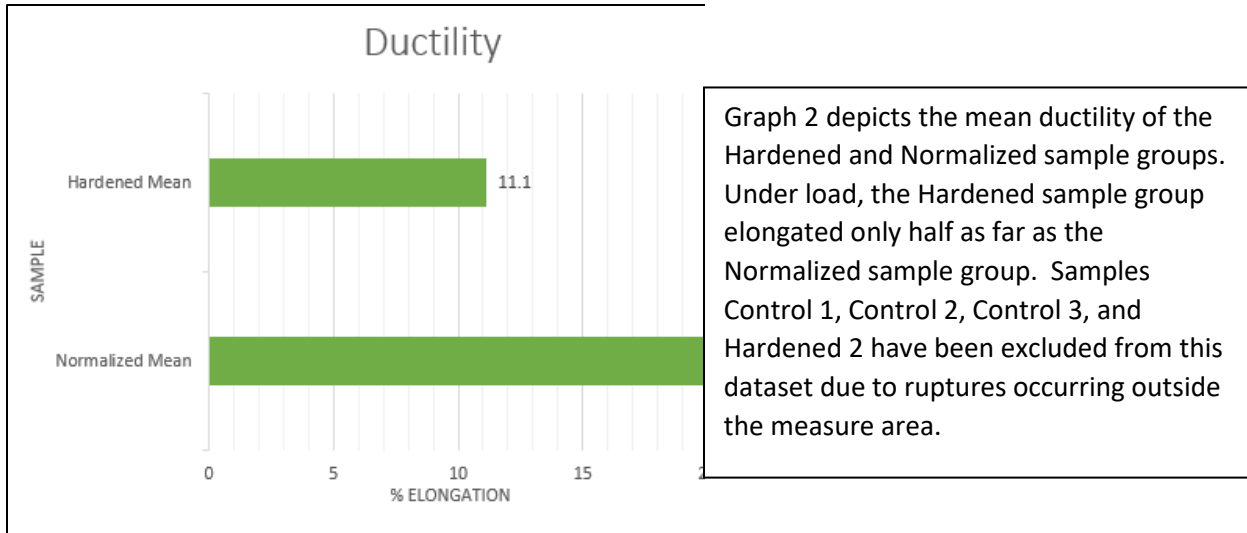 Ductility
Hardened Mean
11.1
SAMPLE
Normalized Mean
0 5 10 15
% ELONGATION
Graph 2 depicts the mean ductility of the
Hardened and Normalized sample groups.
Under load, the Hardened sample group
elongated only half as far as the
Normalized sample group.  Samples
Control 1, Control 2, Control 3, and
Hardened 2 have been excluded from this
dataset due to ruptures occurring outside
the measure area.